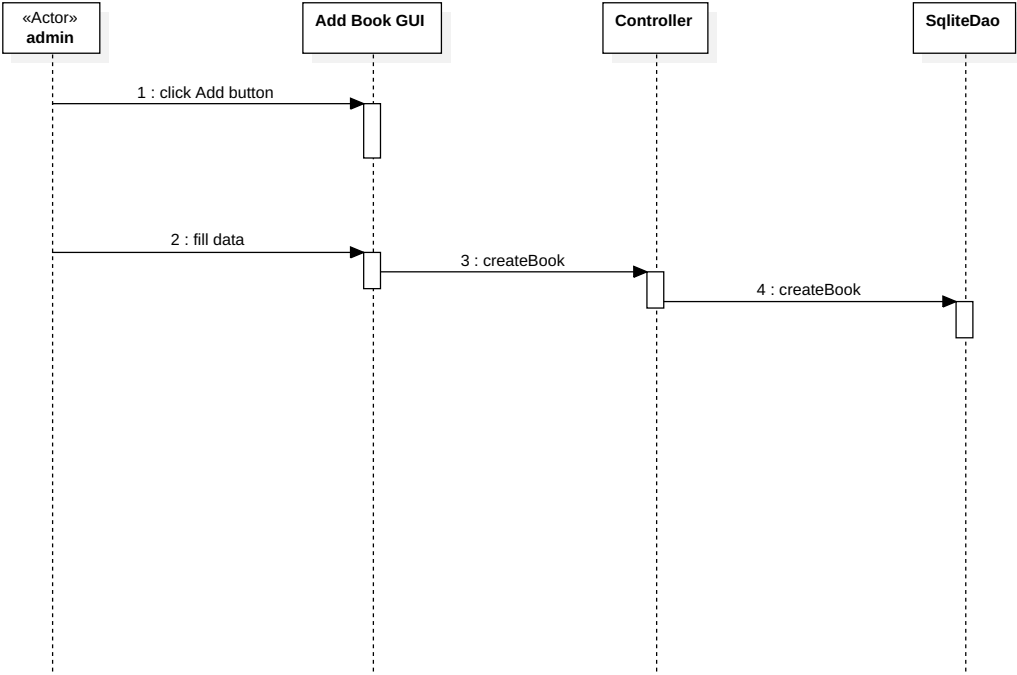 «Actor»
admin
Add Book GUI
Controller
SqliteDao
1 : click Add button
2 : fill data
3 : createBook
4 : createBook